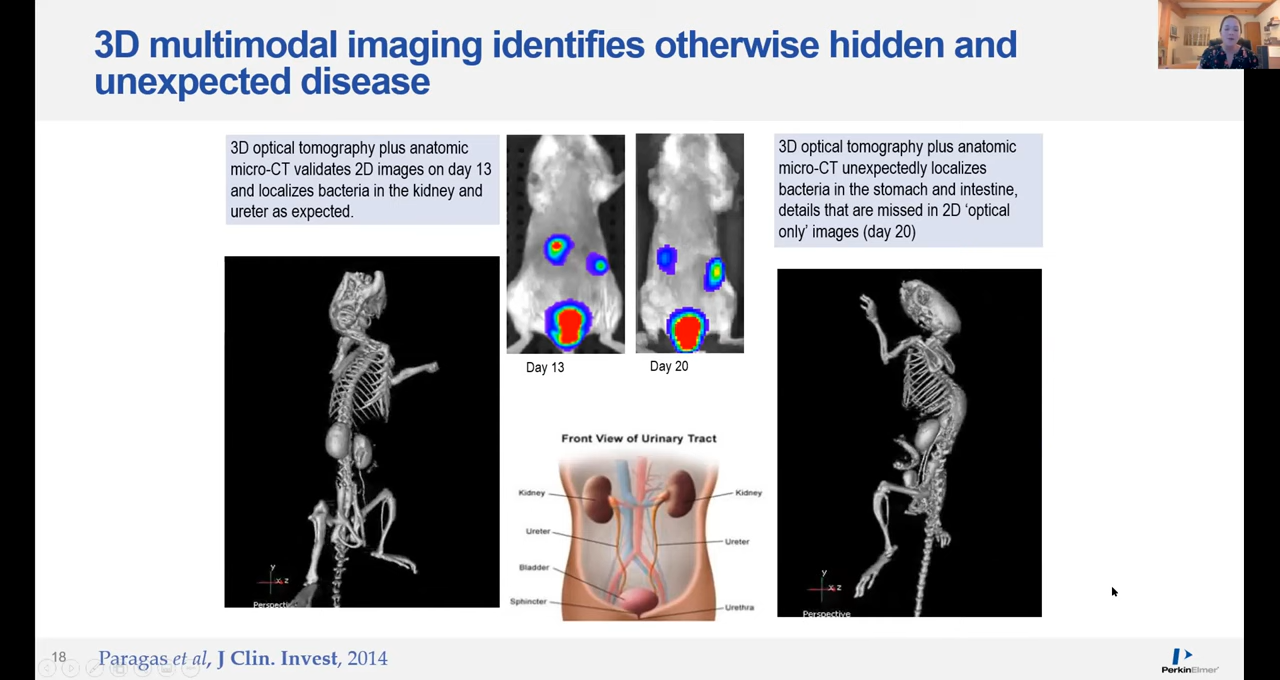 3D multimodal imaging identifies otherwise hidden and
unexpected disease
3D optical tomography plus anatomic
micro-CT validates 2D images on day 13
and localizes bacteria in the kidney and
ureter as expected.
3D optical tomography plus anatomic
micro-CT unexpectedly localizes
bacteria in the stomach and intestine,
details that are missed in 2D ‘optical
only’ images (day 20)
Day 13
Day 20
Front View of Urinary Tract
Kidney
Kidney
Ureter
Ureter
Bladder
Sphincter
Urethra
y
x z
Perspective
y
x z
Perspective
18
Paragas et al, J Clin. Invest, 2014
PerkinElmer